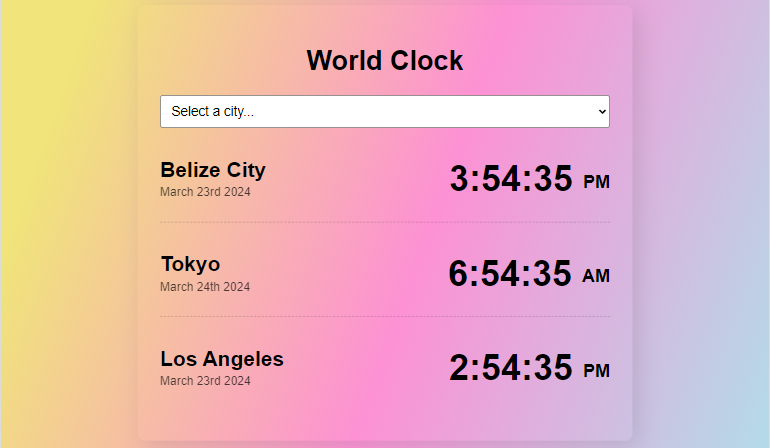 World Clock
Select a city...
Belize City
3:54:35 PM
March 23rd 2024
Tokyo
6:54:35 AM
March 24th 2024
Los Angeles
2:54:35 PM
March 23rd 2024